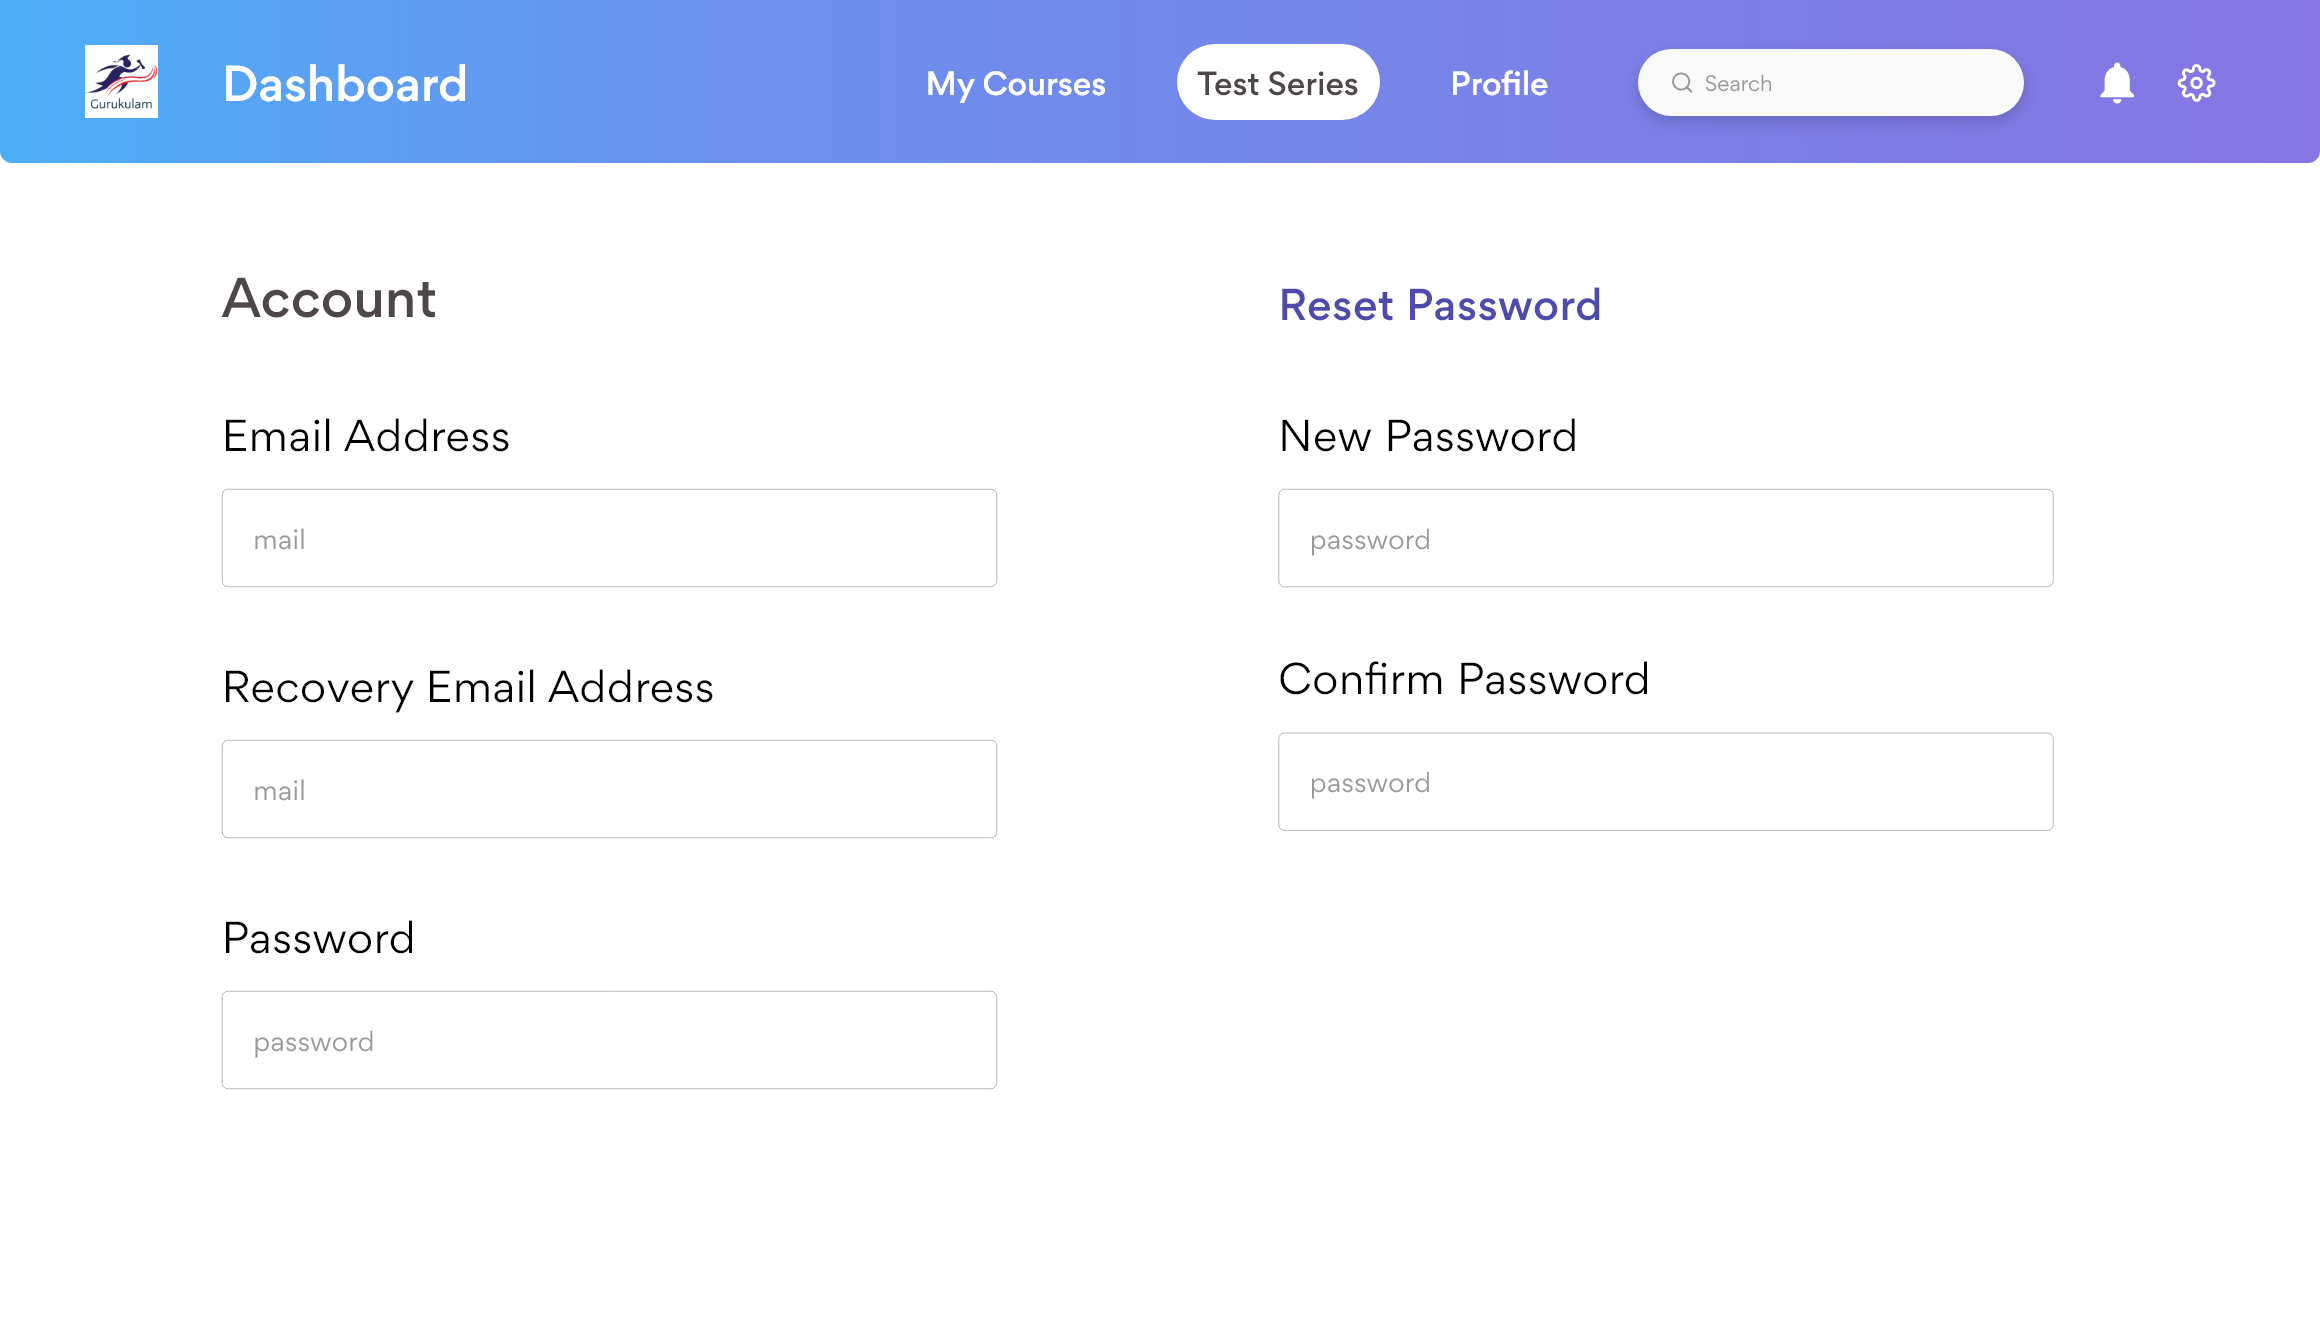 Gurukulam
Dashboard
My Courses
Test Series
Profile
Search
Account
Email Address
mail
Recovery Email Address
mail
Password
password
Reset Password
New Password
password
Confirm Password
password